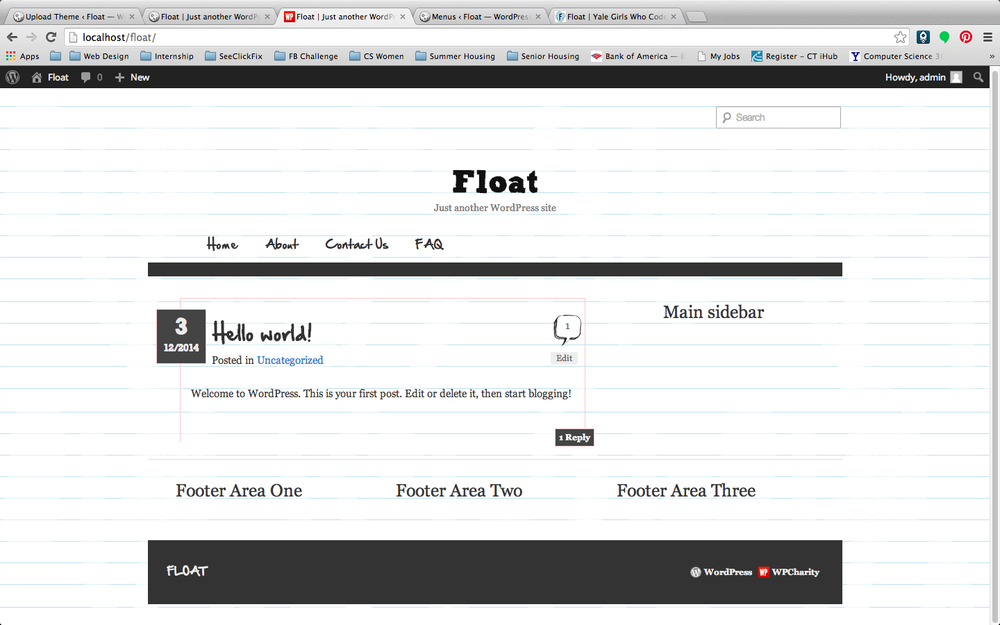 Upload Theme ‹ Float — W
Float | Just another WordPr
Float | Just another WordPr
Menus ‹ Float — WordPress
Float | Yale Girls Who Code
localhost/float/
Apps Web Design Internship SeeClickFix FB Challenge CS Women Summer Housing Senior Housing Bank of America — My Jobs Register – CT iHub Computer Science 36 »
Float 0 New Howdy, admin
Search
Float
Just another WordPress site
Home About Contact Us FAQ
3
12/2014
Hello world!
1
Posted in Uncategorized
Edit
Welcome to WordPress. This is your first post. Edit or delete it, then start blogging!
1 Reply
Main sidebar
Footer Area One Footer Area Two Footer Area Three
FLOAT
WordPress WP WPCharity